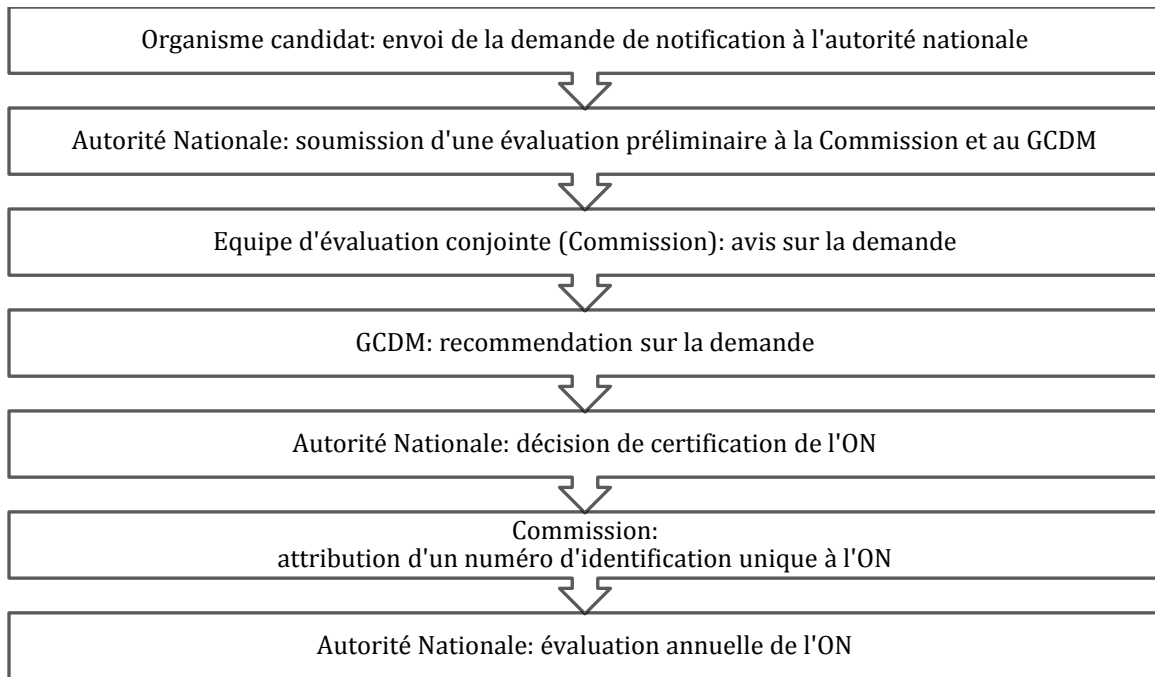 Organisme candidat: envoi de la demande de notification à l'autorité nationale
Autorité Nationale: soumission d'une évaluation préliminaire à la Commission et au GCDM
Equipe d'évaluation conjointe (Commission): avis sur la demande
GCDM: recommendation sur la demande
Autorité Nationale: décision de certification de l'ON
Commission:
attribution d'un numéro d'identification unique à l'ON
Autorité Nationale: évaluation annuelle de l'ON